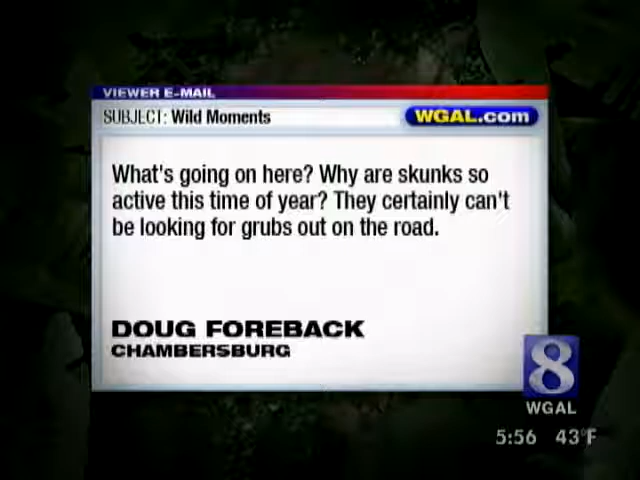 VIEWER E-MAIL
SUBJECT: Wild Moments
WGAL.com
What's going on here? Why are skunks so
active this time of year? They certainly can't
be looking for grubs out on the road.
DOUG FOREBACK
CHAMBERSBURG
8
WGAL
5:56 43°F